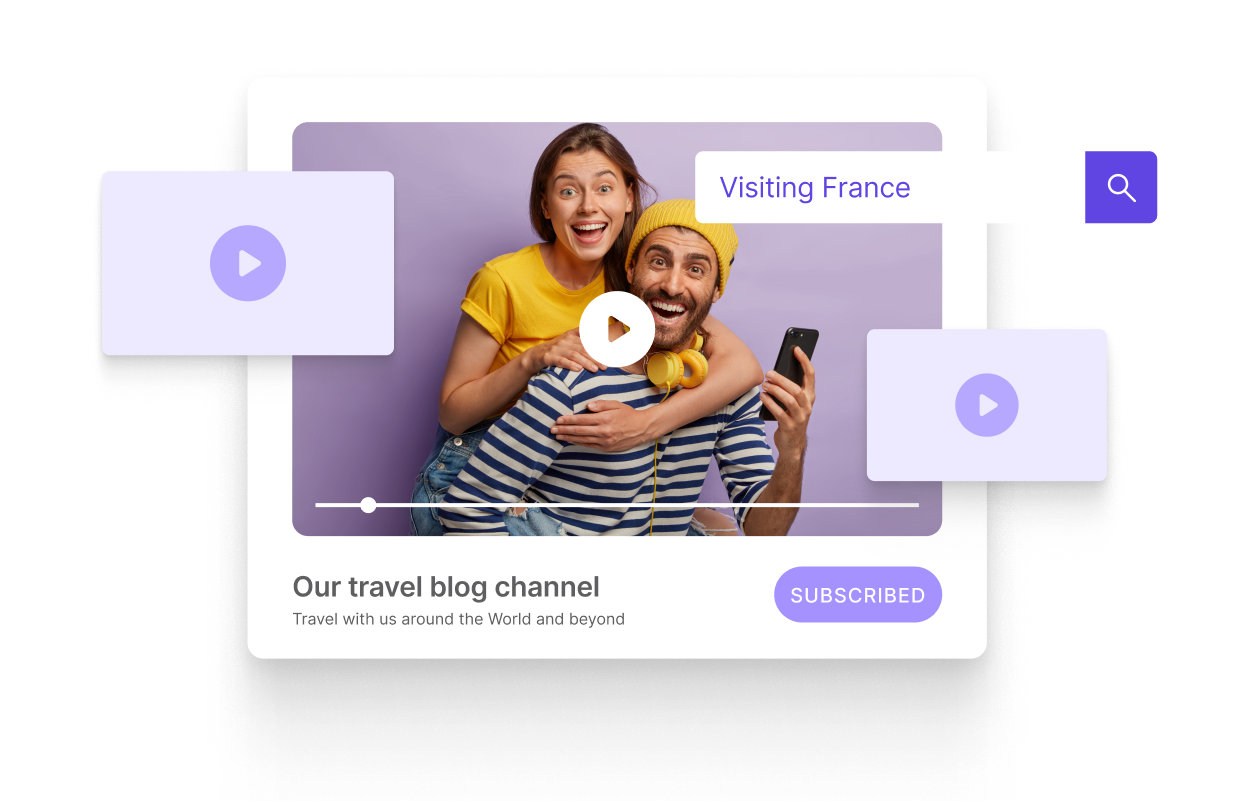 Visiting France
Our travel blog channel
SUBSCRIBED
Travel with us around the World and beyond